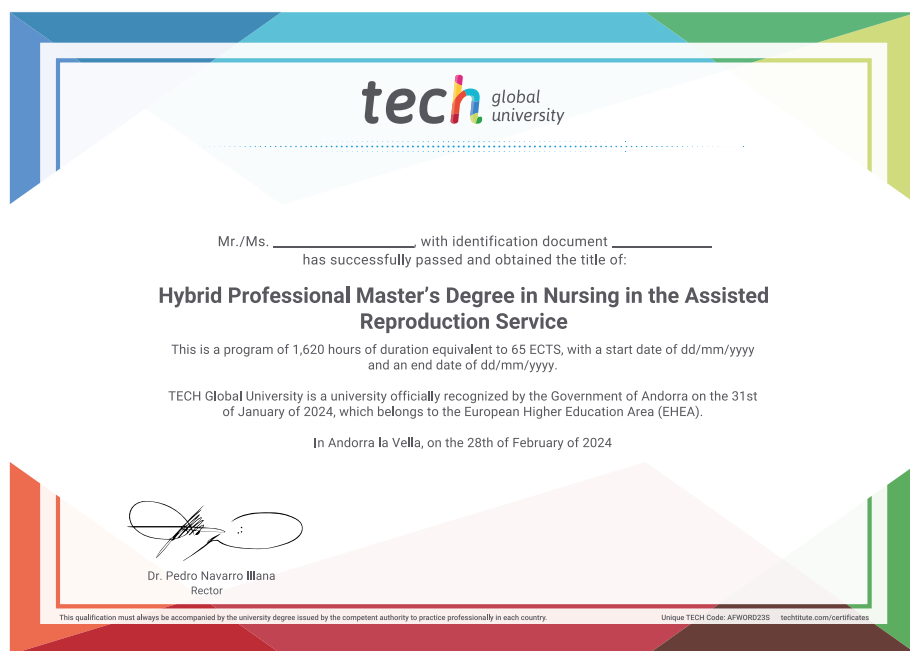 tech global
university
Mr./Ms. ________________, with identification document ___________
has successfully passed and obtained the title of:
Hybrid Professional Master’s Degree in Nursing in the Assisted
Reproduction Service
This is a program of 1,620 hours of duration equivalent to 65 ECTS, with a start date of dd/mm/yyyy
and an end date of dd/mm/yyyy.
TECH Global University is a university officially recognized by the Government of Andorra on the 31st
of January of 2024, which belongs to the European Higher Education Area (EHEA).
In Andorra la Vella, on the 28th of February of 2024
Dr. Pedro Navarro Illana
Rector
This qualification must always be accompanied by the university degree issued by the competent authority to practice professionally in each country.
Unique TECH Code: AFWORD23S techtitute.com/certificates